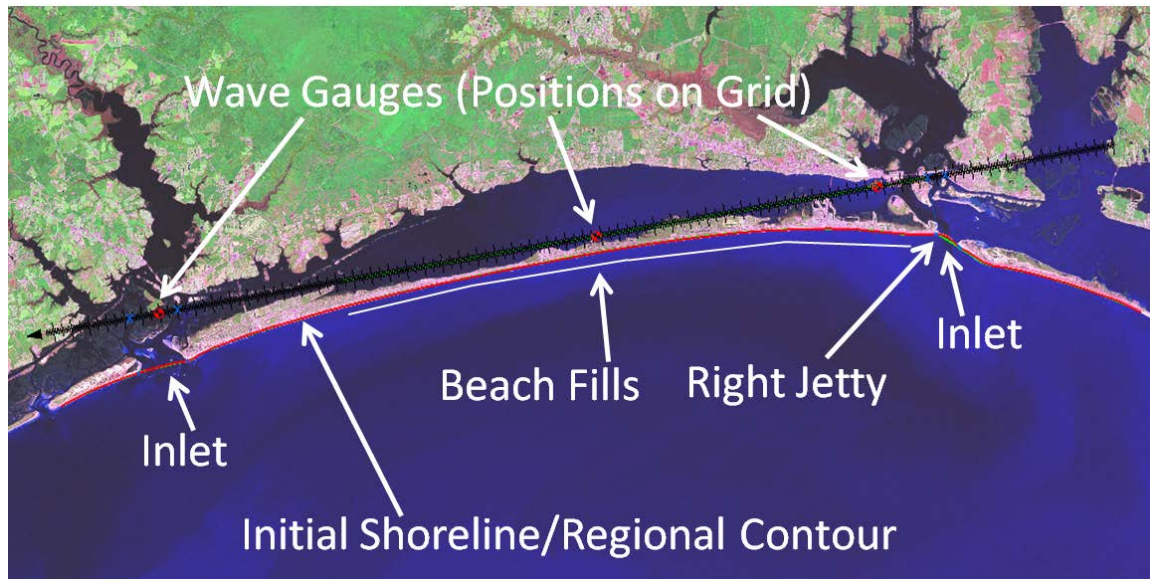 Wave Gauges (Positions on Grid)
Beach Fills
Right Jetty
Inlet
Inlet
Initial Shoreline/Regional Contour